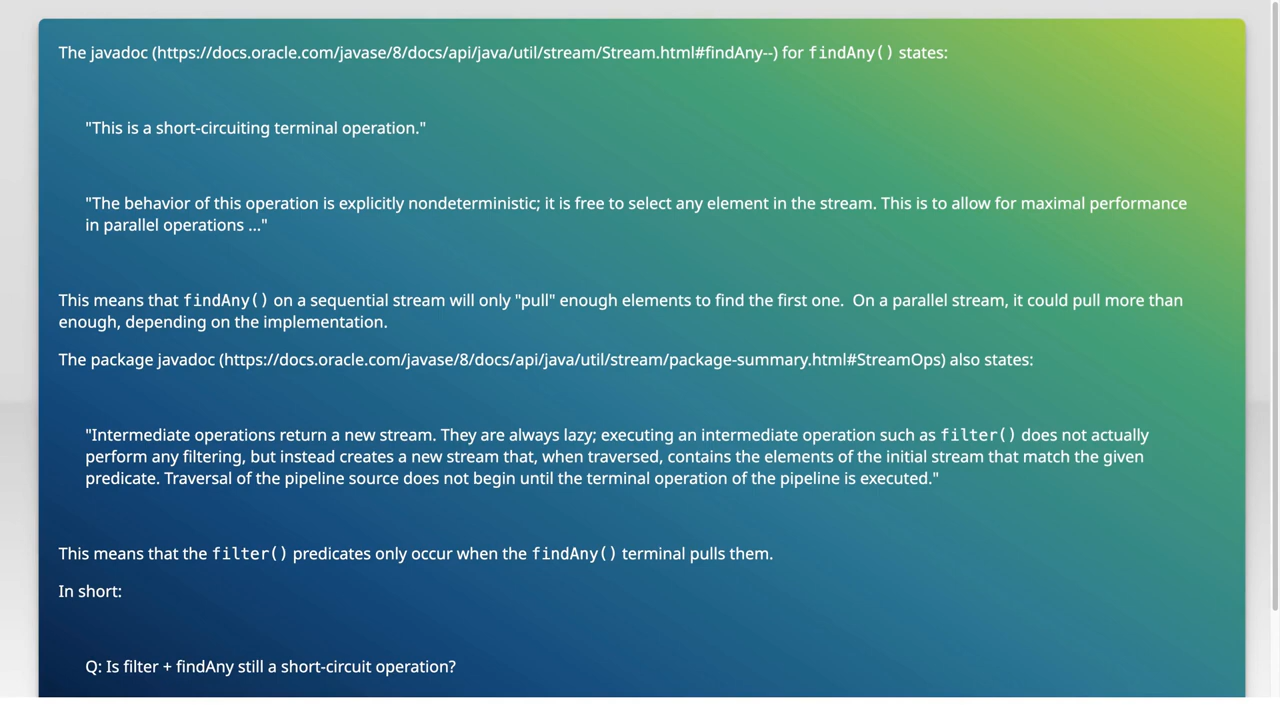 The javadoc (https://docs.oracle.com/javase/8/docs/api/java/util/stream/Stream.html#findAny--) for findAny() states:
"This is a short-circuiting terminal operation."
"The behavior of this operation is explicitly nondeterministic; it is free to select any element in the stream. This is to allow for maximal performance
in parallel operations ..."
This means that findAny() on a sequential stream will only "pull" enough elements to find the first one.  On a parallel stream, it could pull more than
enough, depending on the implementation.
The package javadoc (https://docs.oracle.com/javase/8/docs/api/java/util/stream/package-summary.html#StreamOps) also states:
"Intermediate operations return a new stream. They are always lazy; executing an intermediate operation such as filter() does not actually
perform any filtering, but instead creates a new stream that, when traversed, contains the elements of the initial stream that match the given
predicate. Traversal of the pipeline source does not begin until the terminal operation of the pipeline is executed."
This means that the filter() predicates only occur when the findAny() terminal pulls them.
In short:
Q: Is filter + findAny still a short-circuit operation?